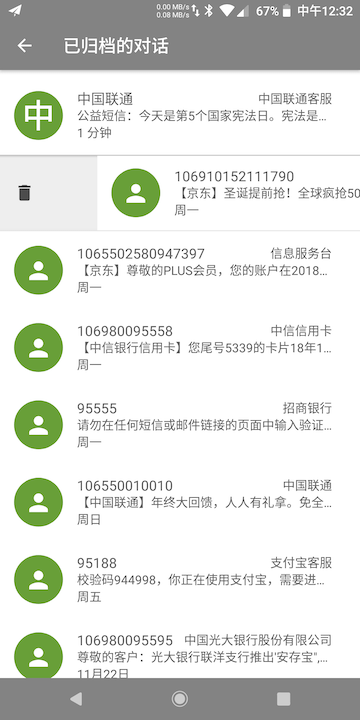 0.00 MB/s
0.08 MB/s
67%
中午12:32
已归档的对话
中
中国联通 中国联通客服
公益短信：今天是第5个国家宪法日。宪法是…
1 分钟
106910152111790
【京东】圣诞提前抢！全球疯抢50
周一
1065502580947397 信息服务台
【京东】尊敬的PLUS会员，您的账户在2018…
周一
106980095558 中信信用卡
【中信银行信用卡】您尾号5339的卡片18年1…
周一
95555 招商银行
请勿在任何短信或邮件链接的页面中输入验证…
周一
106550010010 中国联通
【中国联通】年终大回馈，人人有礼拿。免全…
周日
95188 支付宝客服
校验码944998，你正在使用支付宝，需要进…
周五
106980095595 中国光大银行股份有限公司
尊敬的客户：光大银行联洋支行推出'安存宝",…
11月22日